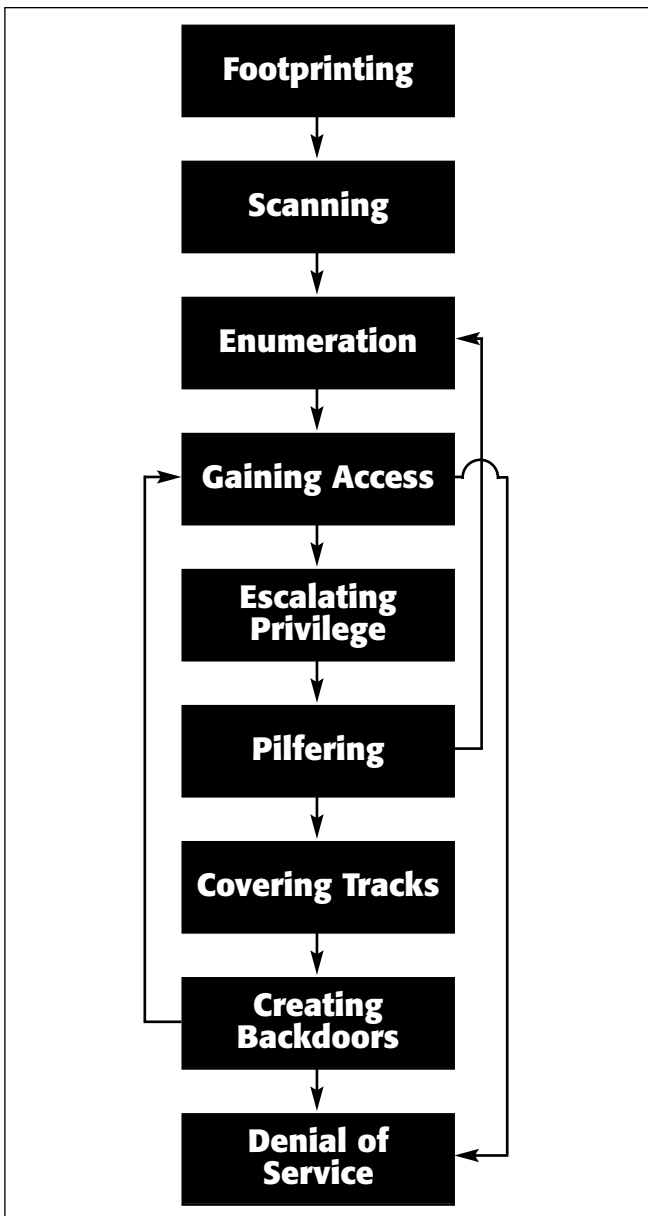 Footprinting
Scanning
Enumeration
Gaining Access
Escalating
Privilege
Pilfering
Covering Tracks
Creating
Backdoors
Denial of
Service